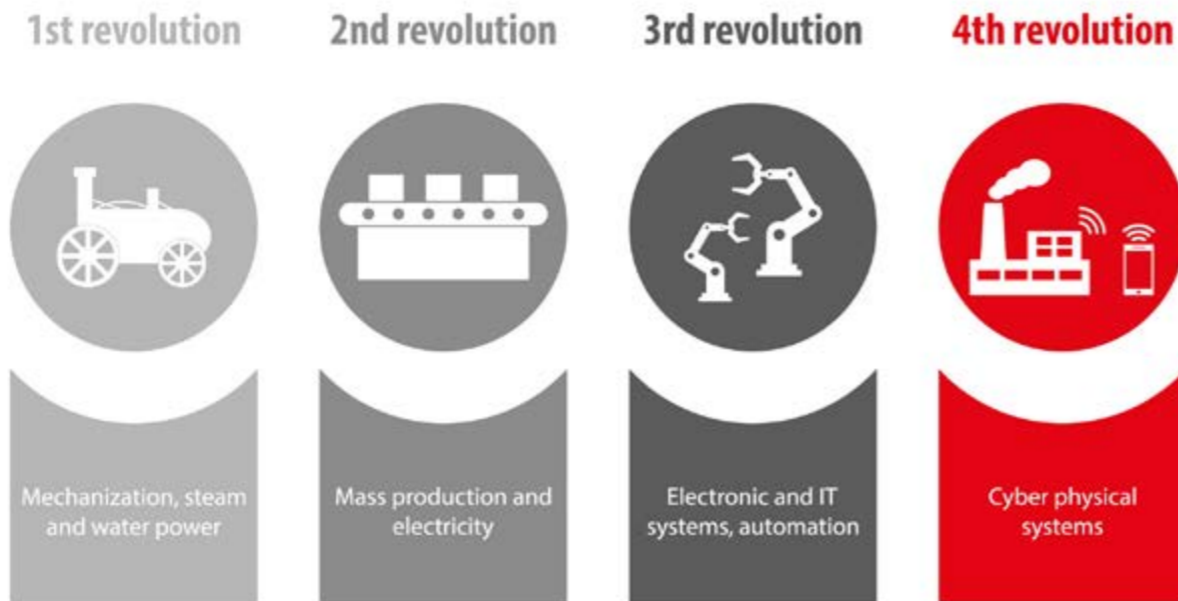 1st revolution
2nd revolution
3rd revolution
4th revolution
Mechanization, steam
and water power
Mass production and
electricity
Electronic and IT
systems, automation
Cyber physical
systems